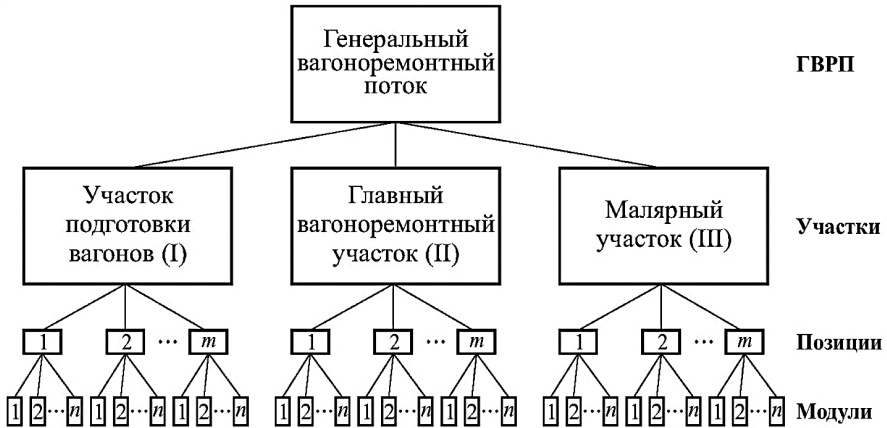 Генеральный
вагоноремонтный
поток
ГВРП
Участок
подготовки
вагонов (I)
Главный
вагоноремонтный
участок (II)
Малярный
участок (III)
Участки
1 2 ··· m 1 2 ··· m 1 2 ··· m Позиции
1 2 ··· n 1 2 ··· n 1 2 ··· n 1 2 ··· n 1 2 ··· n 1 2 ··· n 1 2 ··· n 1 2 ··· n 1 2 ··· n Модули